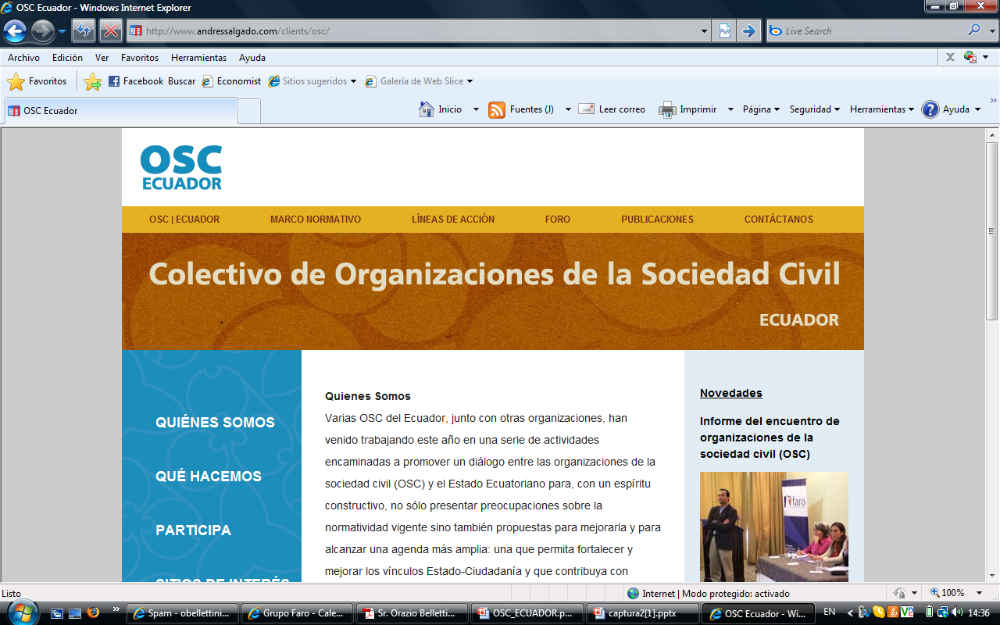 OSC Ecuador - Windows Internet Explorer
http://www.andressalgado.com/clients/osc/
Live Search
Archivo Edición Ver Favoritos Herramientas Ayuda
Favoritos Facebook Buscar Economist Sitios sugeridos Galería de Web Slice
OSC Ecuador
Inicio Fuentes (J) Leer correo Imprimir Página Seguridad Herramientas Ayuda
OSC
ECUADOR
OSC | ECUADOR MARCO NORMATIVO LÍNEAS DE ACCIÓN FORO PUBLICACIONES CONTÁCTANOS
Colectivo de Organizaciones de la Sociedad Civil
ECUADOR
QUIÉNES SOMOS
QUÉ HACEMOS
PARTICIPA
SITIOS DE INTERÉS
Quienes Somos
Varias OSC del Ecuador, junto con otras organizaciones, han
venido trabajando este año en una serie de actividades
encaminadas a promover un diálogo entre las organizaciones de la
sociedad civil (OSC) y el Estado Ecuatoriano para, con un espíritu
constructivo, no sólo presentar preocupaciones sobre la
normatividad vigente sino también propuestas para mejorarla y para
alcanzar una agenda más amplia: una que permita fortalecer y
mejorar los vínculos Estado-Ciudadanía y que contribuya con
Novedades
Informe del encuentro de
organizaciones de la
sociedad civil (OSC)
faro
Listo
Internet | Modo protegido: activado
100%
Spam - obellettini...
Grupo Faro - Cale...
Sr. Orazio Belletti...
OSC_ECUADOR.p...
captura2[1].pptx
OSC Ecuador - Wi...
EN
14:36